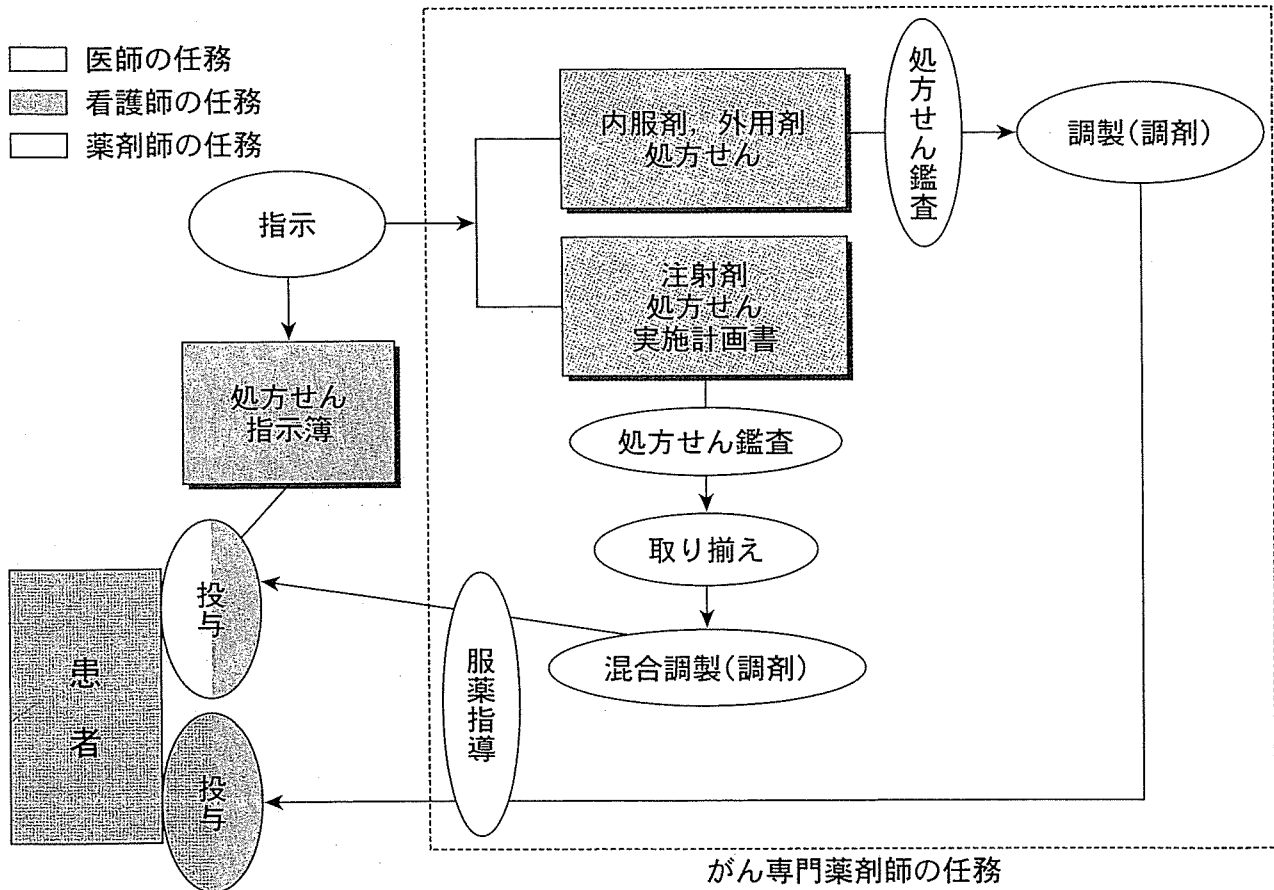 医師の任務
看護師の任務
薬剤師の任務
指示
処方せん
指示簿
内服剤，外用剤
処方せん
処方せん鑑査
調製(調剤)
注射剤
処方せん
実施計画書
処方せん鑑査
取り揃え
混合調製(調剤)
服薬指導
投与
投与
患者
がん専門薬剤師の任務